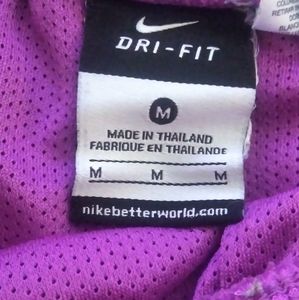 DRI-FIT
M
MADE IN THAILAND
FABRIQUE EN THAILANDE
M M M
nikebetterworld.com